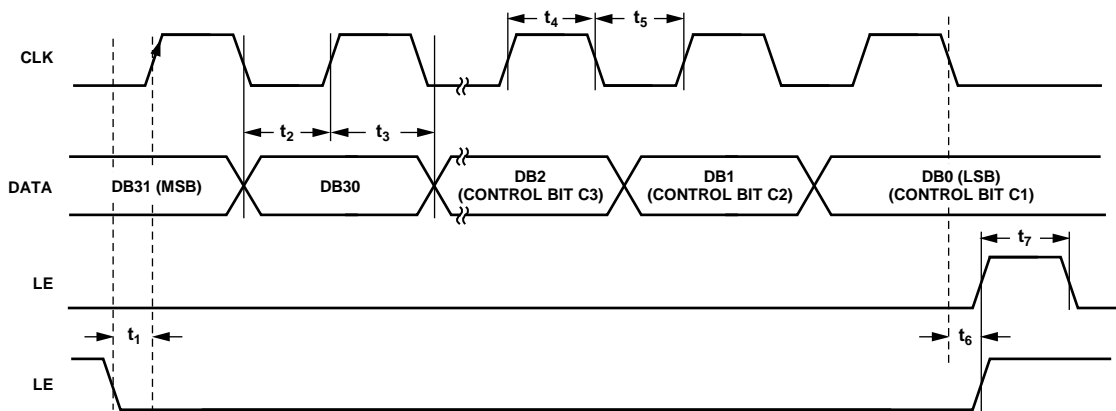 t4
t5
CLK
t2
t3
DATA
DB31 (MSB)
DB30
DB2
(CONTROL BIT C3)
DB1
(CONTROL BIT C2)
DB0 (LSB)
(CONTROL BIT C1)
t7
LE
t1
t6
LE